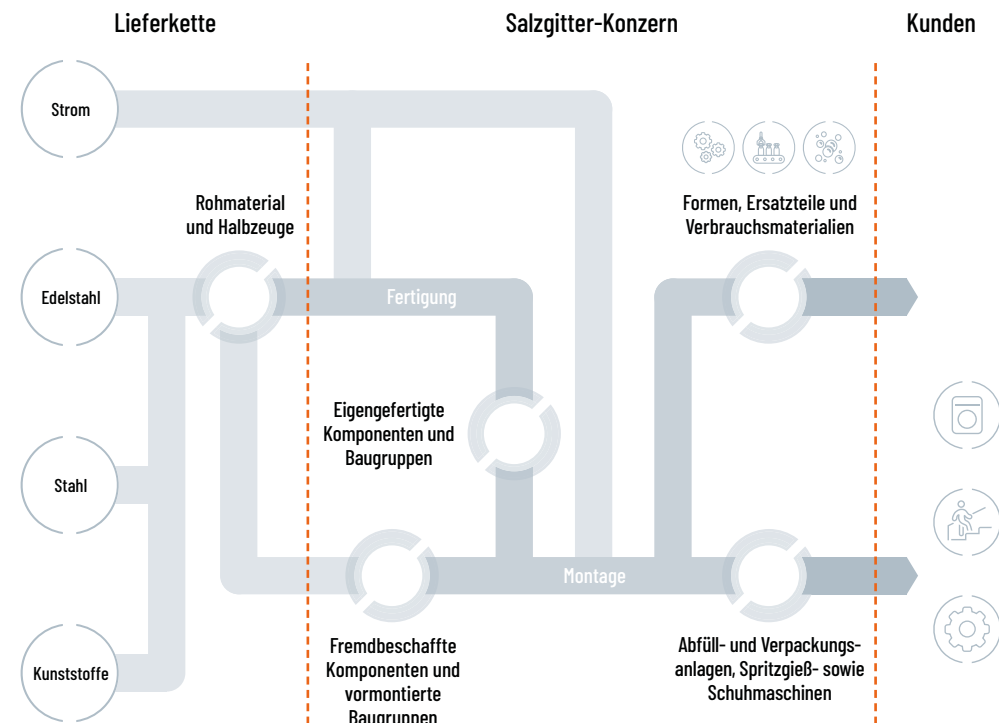 Lieferkette
Salzgitter-Konzern
Kunden
Strom
Rohmaterial
und Halbzeuge
Formen, Ersatzteile und
Verbrauchsmaterialien
Edelstahl
Fertigung
Eigengefertigte
Komponenten und
Baugruppen
Stahl
Montage
Fremdbeschaffte
Komponenten und
vormontierte
Baugruppen
Abfüll- und Verpackungs-
anlagen, Spritzgieß- sowie
Schuhmaschinen
Kunststoffe